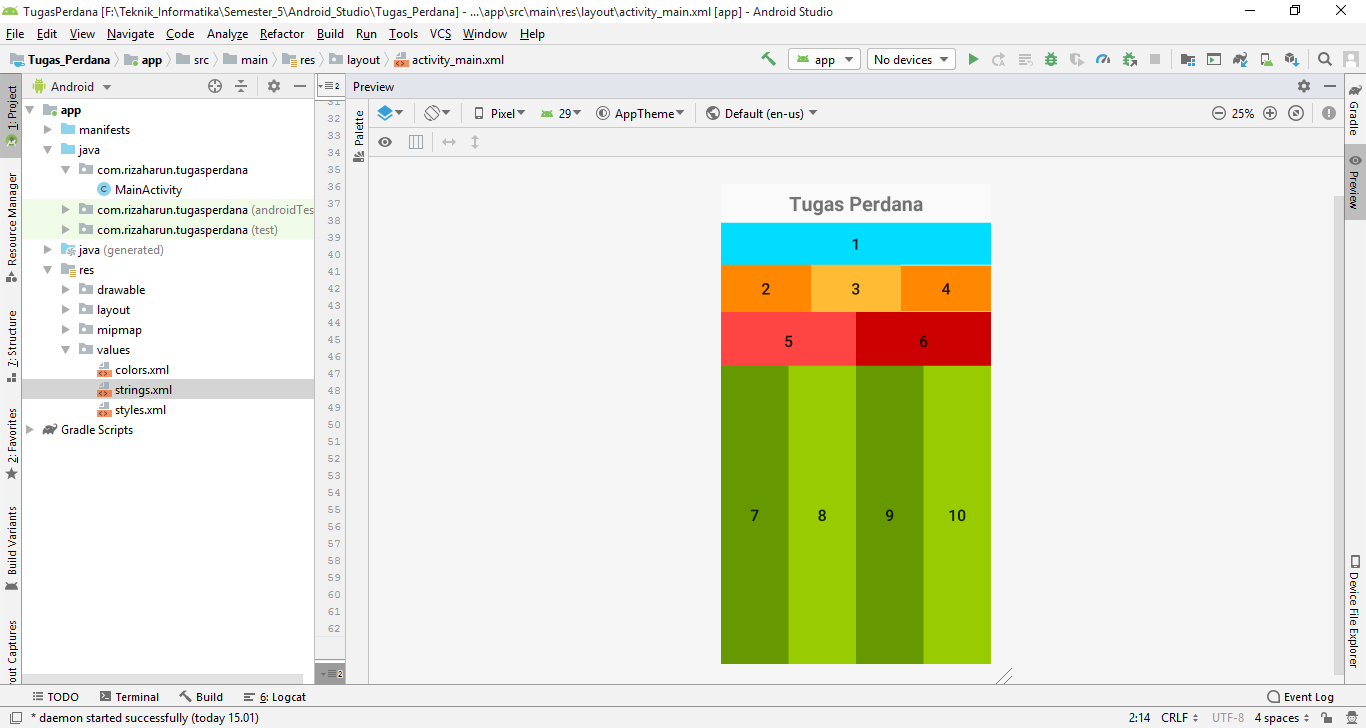 TugasPerdana [F:\Teknik_Informatika\Semester_5\Android_Studio\Tugas_Perdana] - ...\app\src\main\res\layout\activity_main.xml [app] - Android Studio
File Edit View Navigate Code Analyze Refactor Build Run Tools VCS Window Help
Tugas_Perdana app src main res layout activity_main.xml app No devices
1: Project
Resource Manager
7: Structure
2: Favorites
Build Variants
out Captures
Android
app
manifests
java
com.rizaharun.tugasperdana
MainActivity
com.rizaharun.tugasperdana (androidTes
com.rizaharun.tugasperdana (test)
java (generated)
res
drawable
layout
mipmap
values
colors.xml
strings.xml
styles.xml
Gradle Scripts
2
31
32
33
34
35
36
37
38
39
40
41
42
43
44
45
46
47
48
49
50
51
52
53
54
55
56
57
58
59
60
61
62
2
Preview
Palette
Pixel 29 AppTheme Default (en-us) 25%
Tugas Perdana
1
2 3 4
5 6
7 8 9 10
Gradle
Preview
Device File Explorer
TODO Terminal Build 6: Logcat Event Log
* daemon started successfully (today 15.01) 2:14 CRLF UTF-8 4 spaces